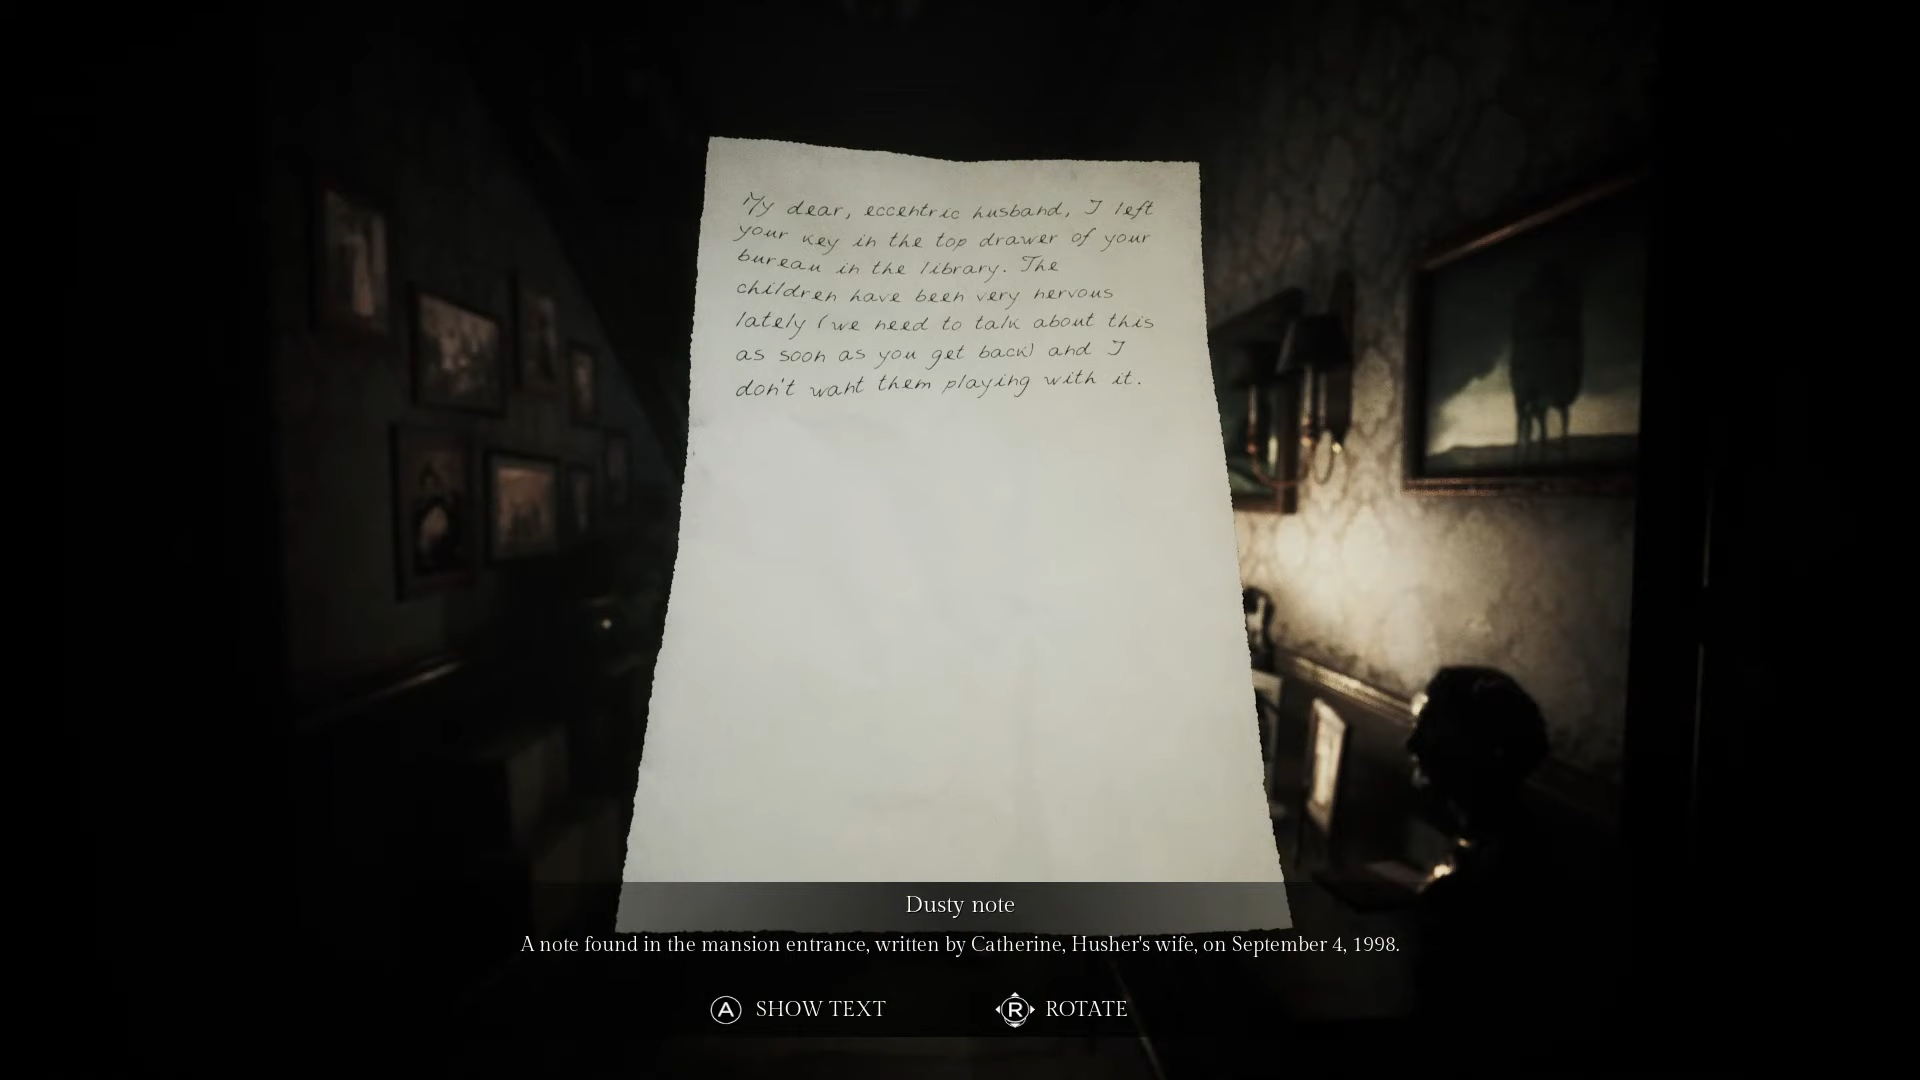 My dear, eccentric husband, I left
your key in the top drawer of your
bureau in the library. The
children have been very nervous
lately (we need to talk about this
as soon as you get back) and I
don't want them playing with it.
Dusty note
A note found in the mansion entrance, written by Catherine, Husher's wife, on September 4, 1998.
A SHOW TEXT
R ROTATE